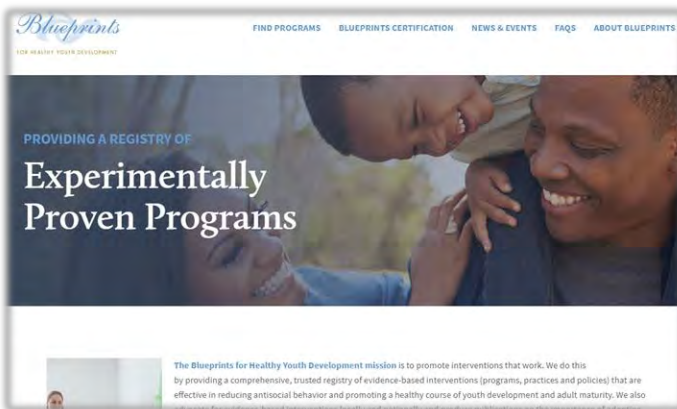 Blueprints
FOR HEALTHY YOUTH DEVELOPMENT
FIND PROGRAMS BLUEPRINTS CERTIFICATION NEWS & EVENTS FAQS ABOUT BLUEPRINTS
PROVIDING A REGISTRY OF
Experimentally
Proven Programs
The Blueprints for Healthy Youth Development mission is to promote interventions that work. We do this
by providing a comprehensive, trusted registry of evidence-based interventions (programs, practices and policies) that are
effective in reducing antisocial behavior and promoting a healthy course of youth development and adult maturity. We also